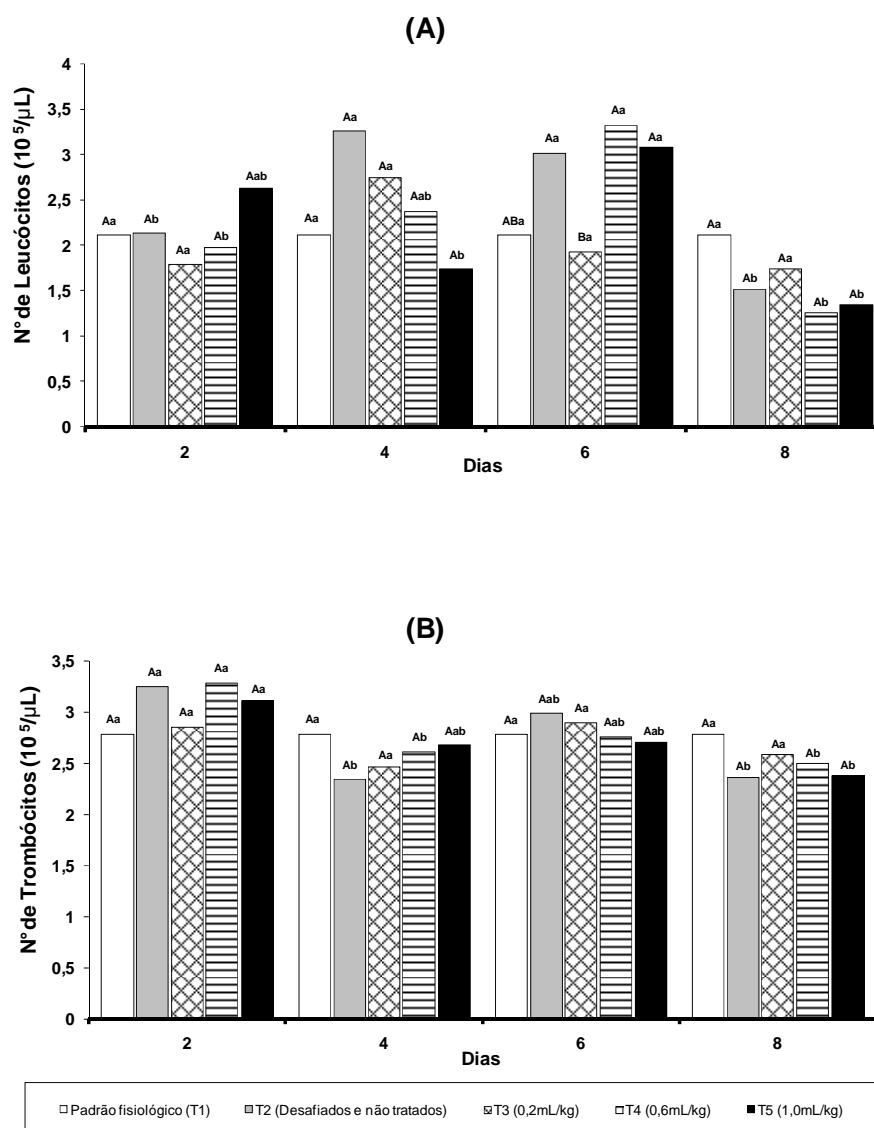 (A)
N° de Leucócitos (10 5/µL)
4
3,5
3
2,5
2
1,5
1
0,5
0
Aa Ab Aa Ab Aab
Aa Aa Aa Aab Ab
ABa Aa Ba Aa Aa
Aa Ab Aa Ab Ab
2 4 6 8
Dias
(B)
N° de Trombócitos (10 5/µL)
3,5
3
2,5
2
1,5
1
0,5
0
Aa Aa Aa Aa Aa
Aa Ab Aa Ab Aab
Aa Aab Aa Aab Aab
Aa Ab Aa Ab Ab
2 4 6 8
Dias
Padrão fisiológico (T1) T2 (Desafiados e não tratados) T3 (0,2mL/kg) T4 (0,6mL/kg) T5 (1,0mL/kg)